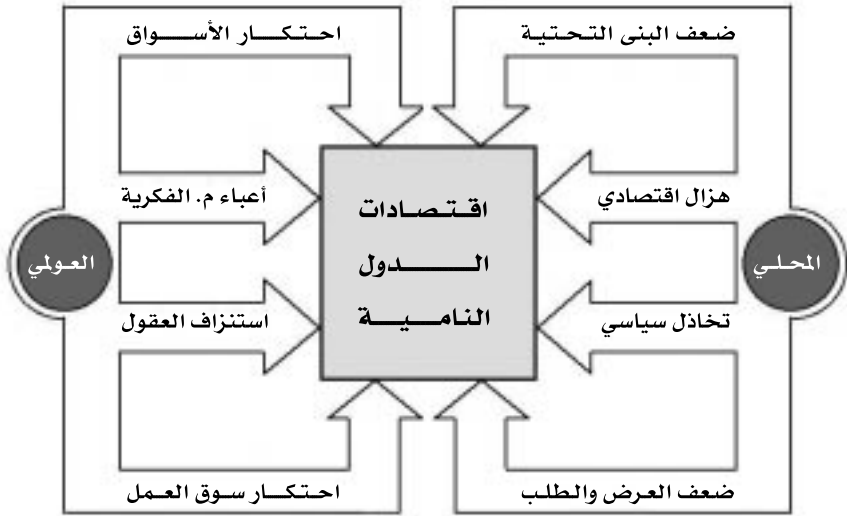 ضعف البنى التحتية
احتكار الأسواق
هزال اقتصادي
أعباء م. الفكرية
اقتصادات
الدول
النامية
المحلي
العولمي
تخاذل سياسي
استنزاف العقول
ضعف العرض والطلب
احتكار سوق العمل